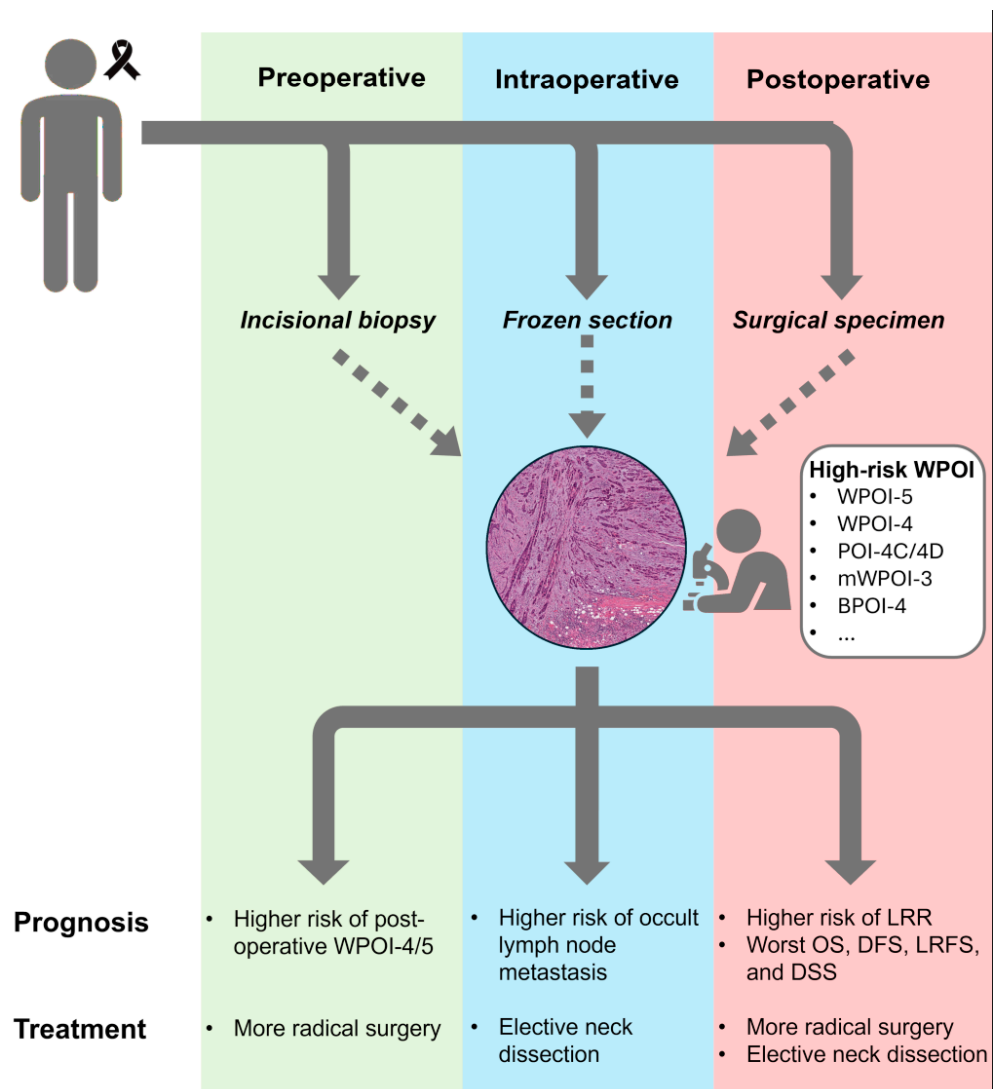 Preoperative
Intraoperative
Postoperative
Incisional biopsy
Frozen section
Surgical specimen
High-risk WPOI
• WPOI-5
• WPOI-4
• POI-4C/4D
• mWPOI-3
• BPOI-4
• ...
Prognosis
• Higher risk of post-
operative WPOI-4/5
• Higher risk of occult
lymph node
metastasis
• Higher risk of LRR
• Worst OS, DFS, LRFS,
and DSS
Treatment
• More radical surgery
• Elective neck
dissection
• More radical surgery
• Elective neck dissection